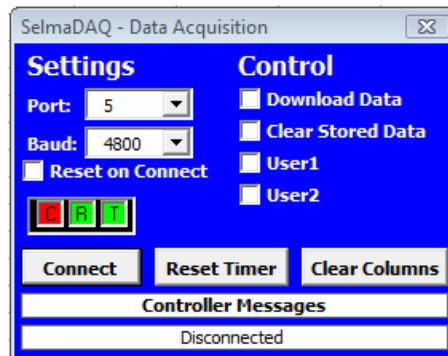 SelmaDAQ - Data Acquisition
Settings
Control
Port: 5
Download Data
Baud: 4800
Clear Stored Data
Reset on Connect
User1
User2
C R T
Connect Reset Timer Clear Columns
Controller Messages
Disconnected